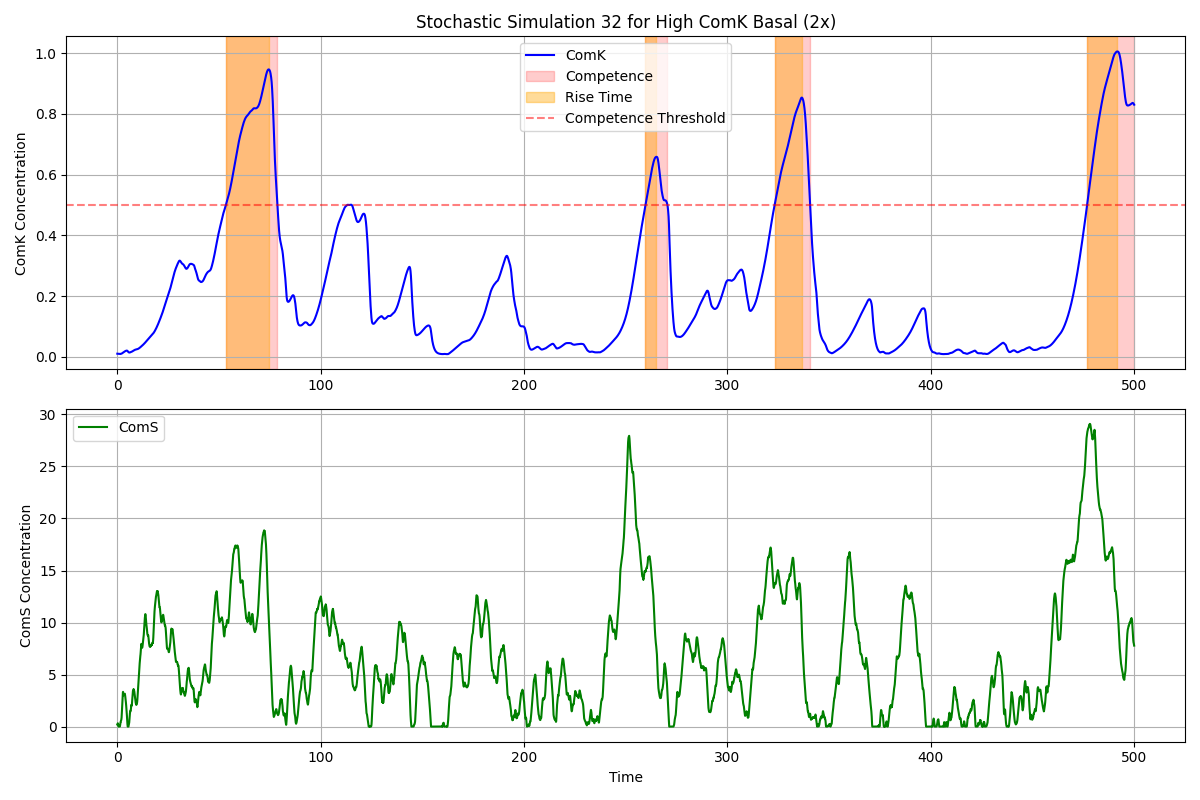 Stochastic Simulation 32 for High ComK Basal (2x)
ComK Concentration
1.0
0.8
0.6
0.4
0.2
0.0
ComK
Competence
Rise Time
Competence Threshold
0
100
200
300
400
500
ComS Concentration
30
25
20
15
10
5
0
ComS
0
100
200
300
400
500
Time